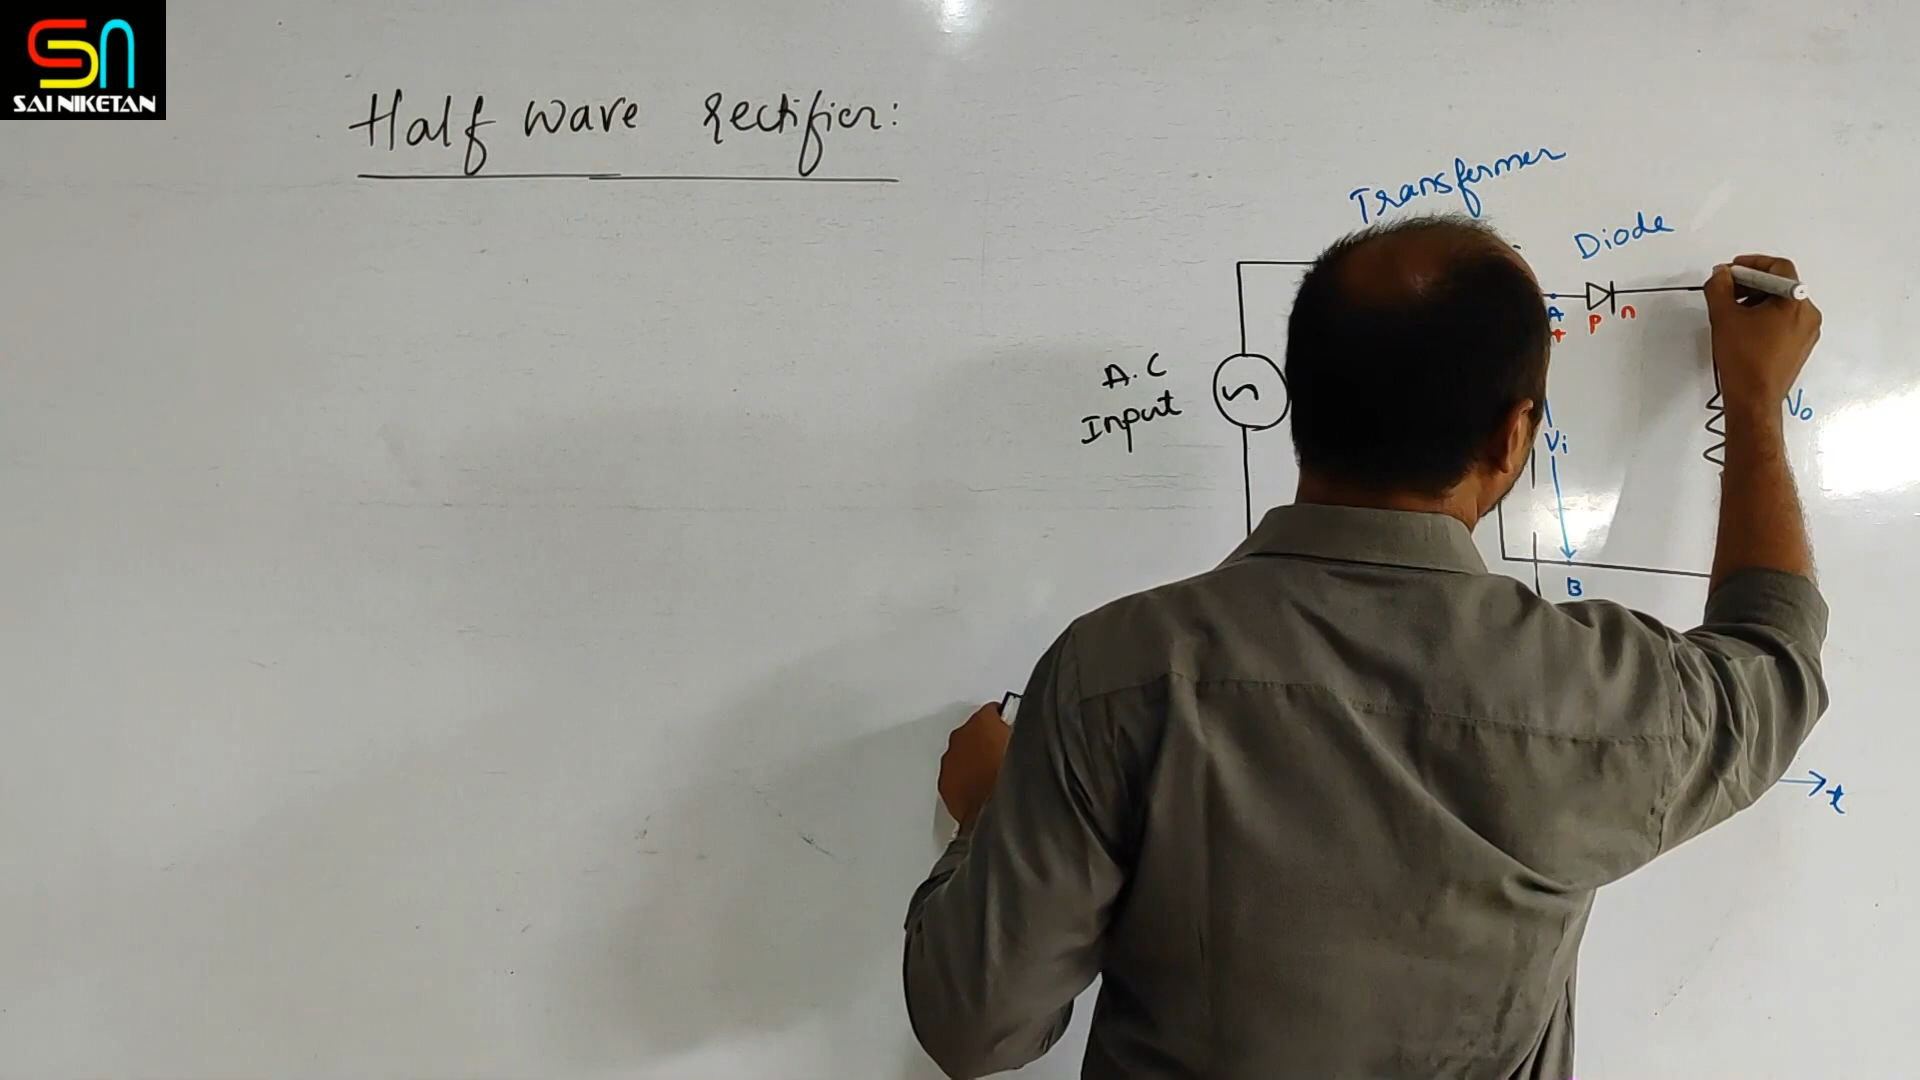 SN
SAI NIKETAN
Half wave rectifier:
Transformer
Diode
A
P n
+
A.C
Input
Vi
Vo
B
t